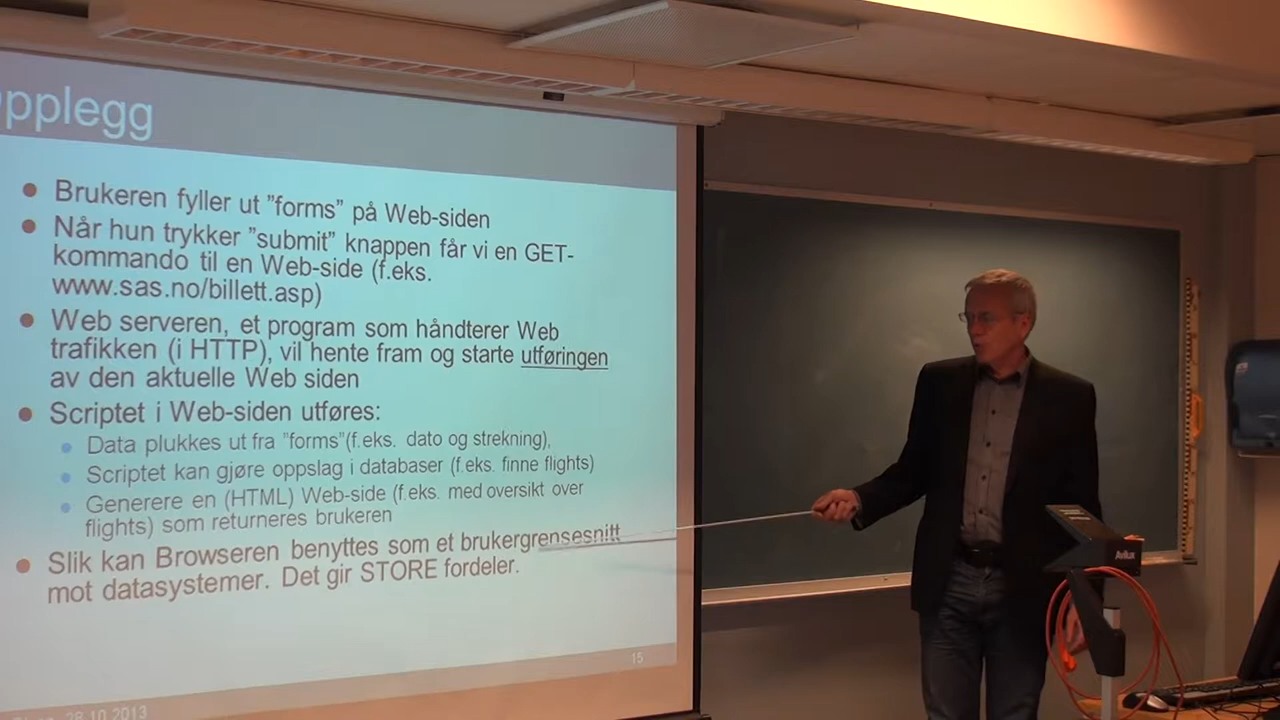 pplegg
Brukeren fyller ut ”forms” på Web-siden
Når hun trykker ”submit” knappen får vi en GET-
kommando til en Web-side (f.eks.
www.sas.no/billett.asp)
Web serveren, et program som håndterer Web
trafikken (i HTTP), vil hente fram og starte utføringen
av den aktuelle Web siden
Scriptet i Web-siden utføres:
Data plukkes ut fra ”forms”(f.eks. dato og strekning),
Scriptet kan gjøre oppslag i databaser (f.eks. finne flights)
Generere en (HTML) Web-side (f.eks. med oversikt over
flights) som returneres brukeren
Slik kan Browseren benyttes som et brukergrensesnitt
mot datasystemer. Det gir STORE fordeler.
15
28.10.2013
Avilux